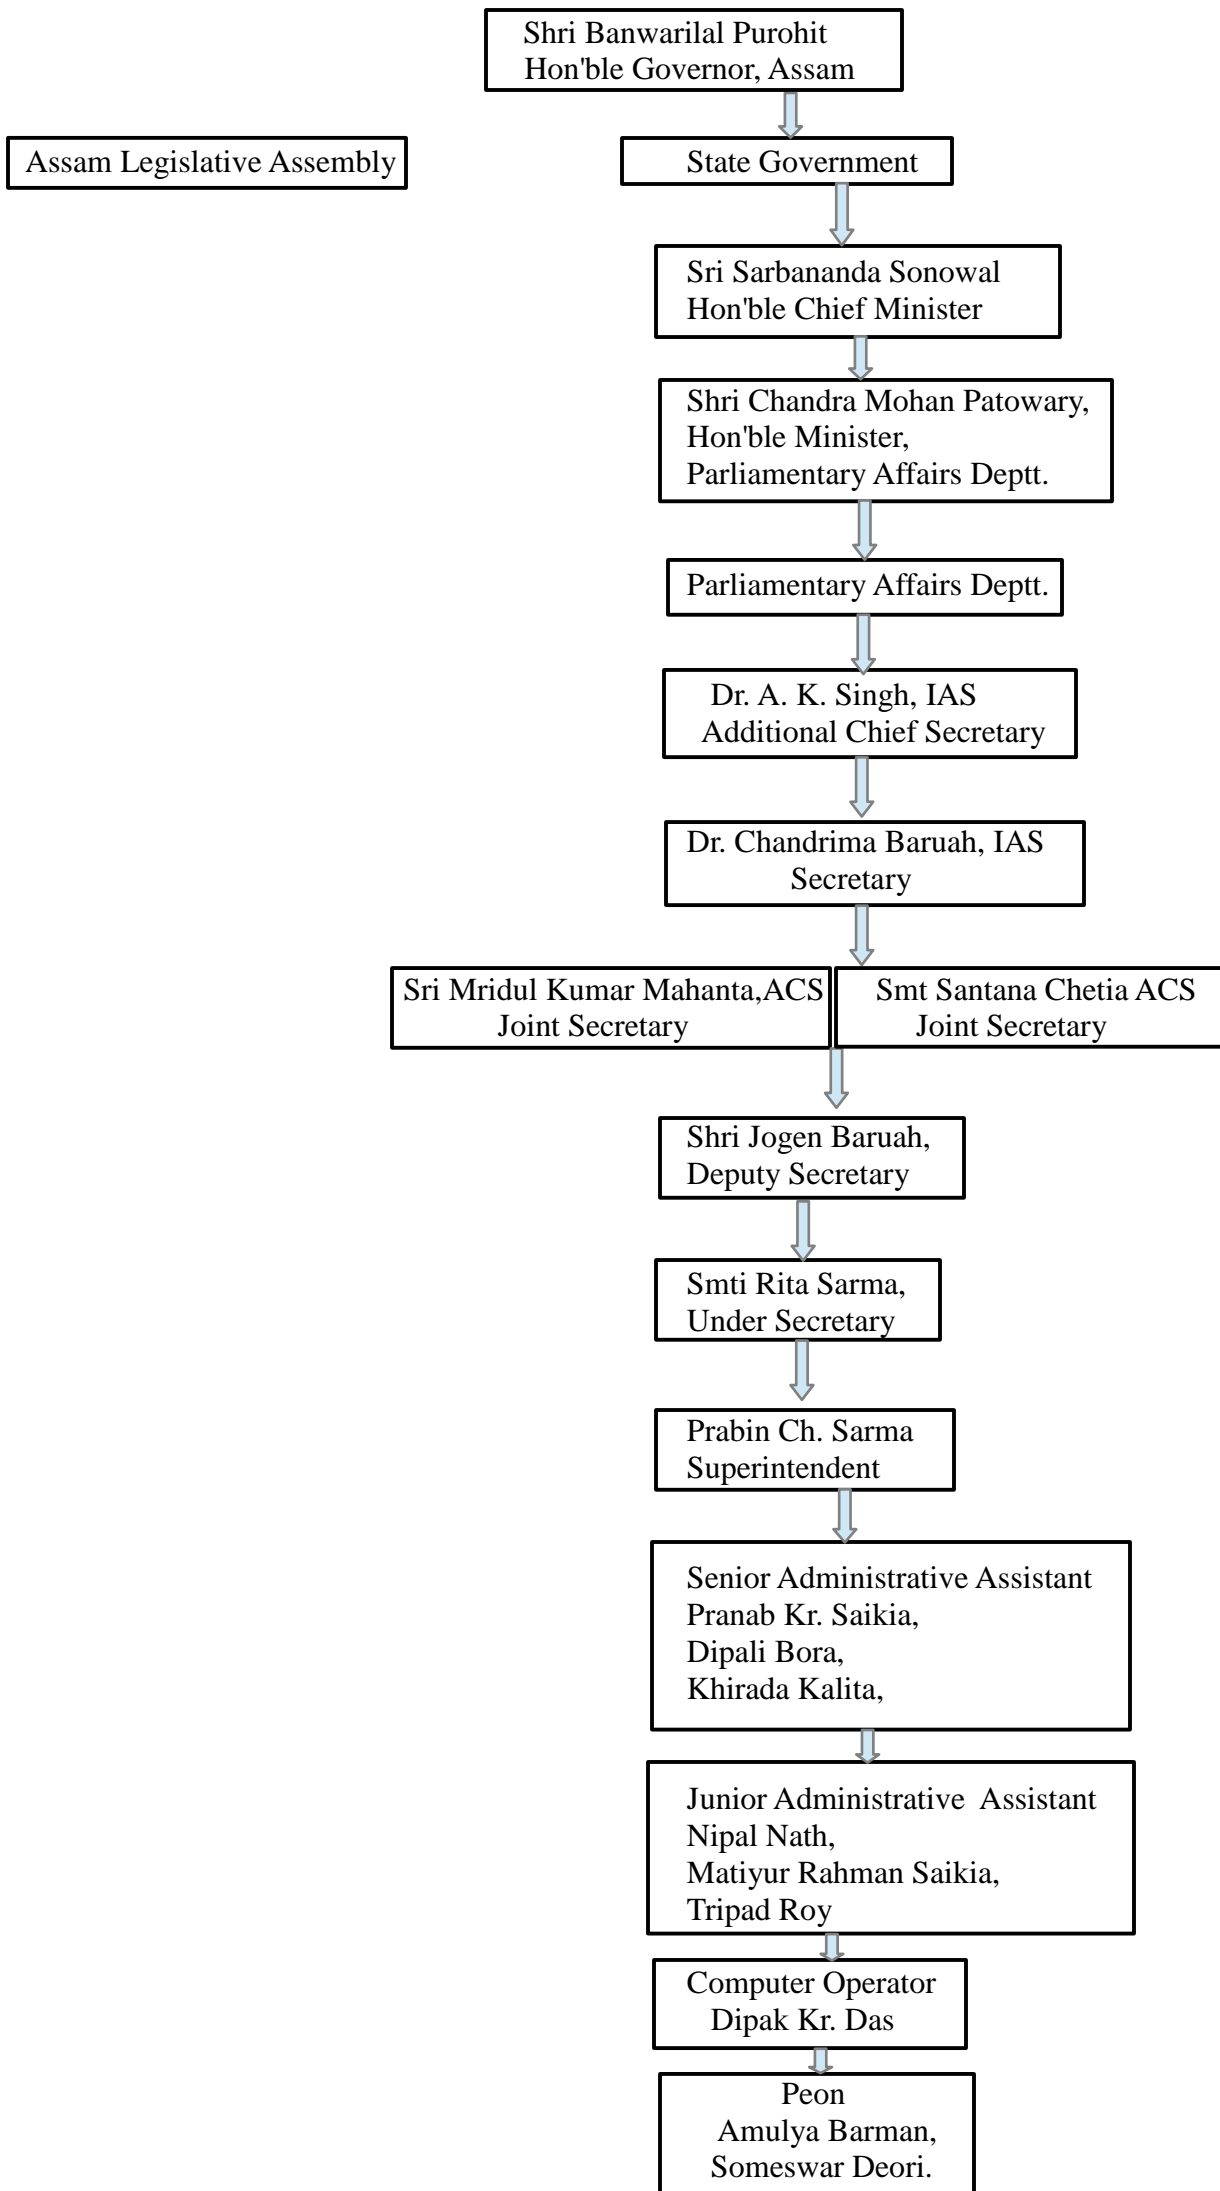 Shri Banwarilal Purohit
Hon'ble Governor, Assam
Assam Legislative Assembly
State Government
Sri Sarbananda Sonowal
Hon'ble Chief Minister
Shri Chandra Mohan Patowary,
Hon'ble Minister,
Parliamentary Affairs Deptt.
Parliamentary Affairs Deptt.
Dr. A. K. Singh, IAS
Additional Chief Secretary
Dr. Chandrima Baruah, IAS
Secretary
Sri Mridul Kumar Mahanta,ACS
Joint Secretary
Smt Santana Chetia ACS
Joint Secretary
Shri Jogen Baruah,
Deputy Secretary
Smti Rita Sarma,
Under Secretary
Prabin Ch. Sarma
Superintendent
Senior Administrative Assistant
Pranab Kr. Saikia,
Dipali Bora,
Khirada Kalita,
Junior Administrative Assistant
Nipal Nath,
Matiyur Rahman Saikia,
Tripad Roy
Computer Operator
Dipak Kr. Das
Peon
Amulya Barman,
Someswar Deori.